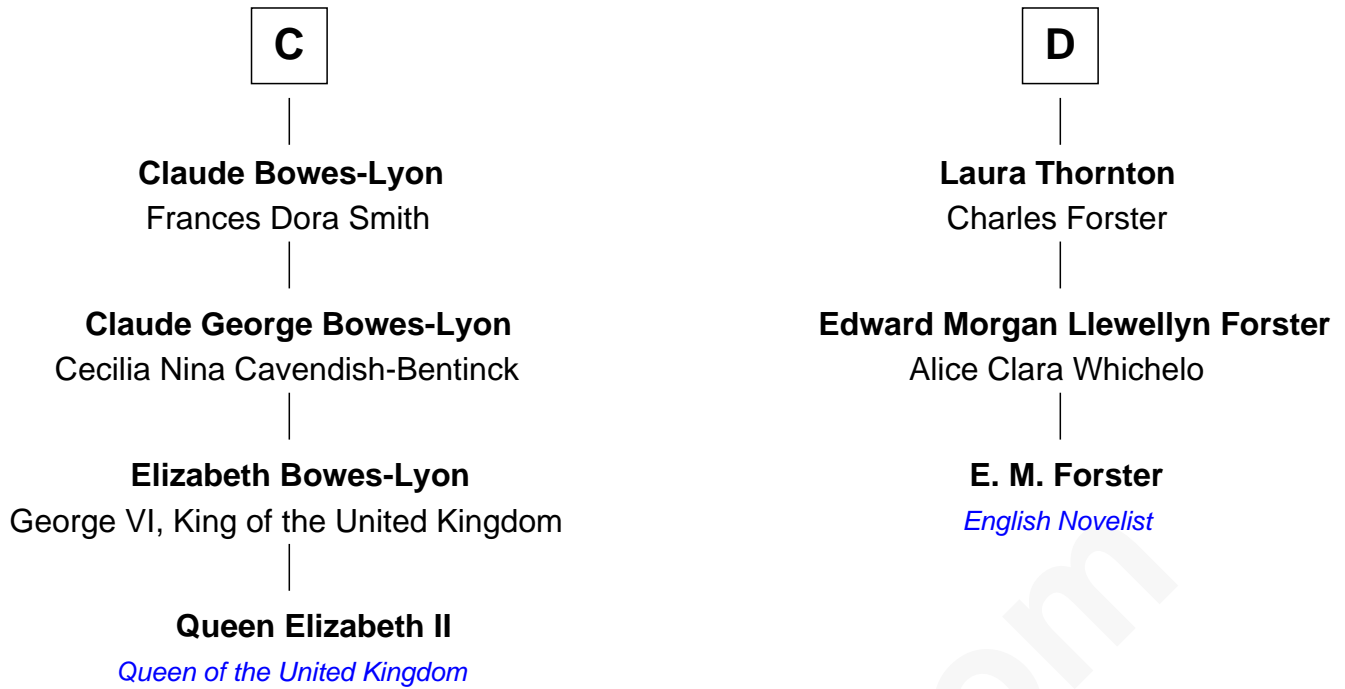 C
Claude Bowes-Lyon
Frances Dora Smith
Claude George Bowes-Lyon
Cecilia Nina Cavendish-Bentinck
Elizabeth Bowes-Lyon
George VI, King of the United Kingdom
Queen Elizabeth II
Queen of the United Kingdom
D
Laura Thornton
Charles Forster
Edward Morgan Llewellyn Forster
Alice Clara Whichelo
E. M. Forster
English Novelist
om